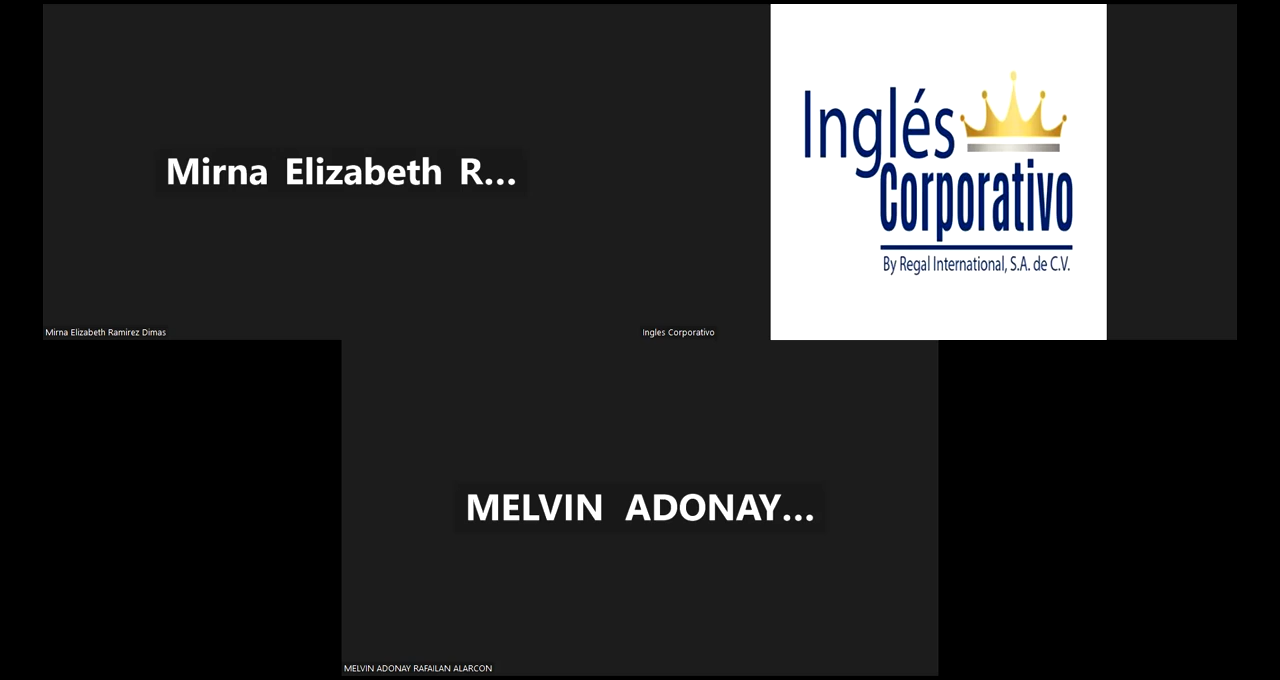 Mirna Elizabeth R...
Mirna Elizabeth Ramirez Dimas
Inglés
Corporativo
By Regal International, S.A. de C.V.
Ingles Corporativo
MELVIN ADONAY...
MELVIN ADONAY RAFAILAN ALARCON